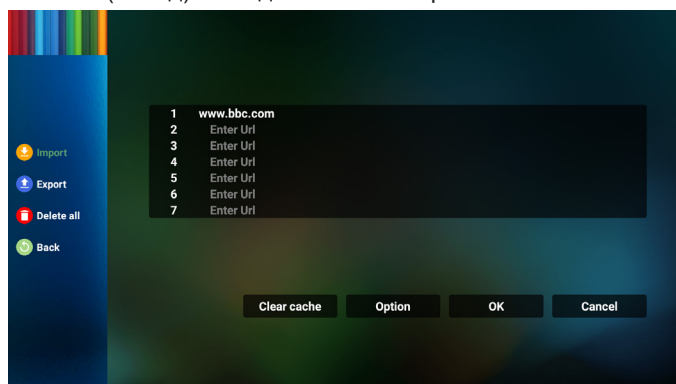 1 www.bbc.com
2 Enter Url
3 Enter Url
4 Enter Url
5 Enter Url
6 Enter Url
7 Enter Url
Import
Export
Delete all
Back
Clear cache Option OK Cancel